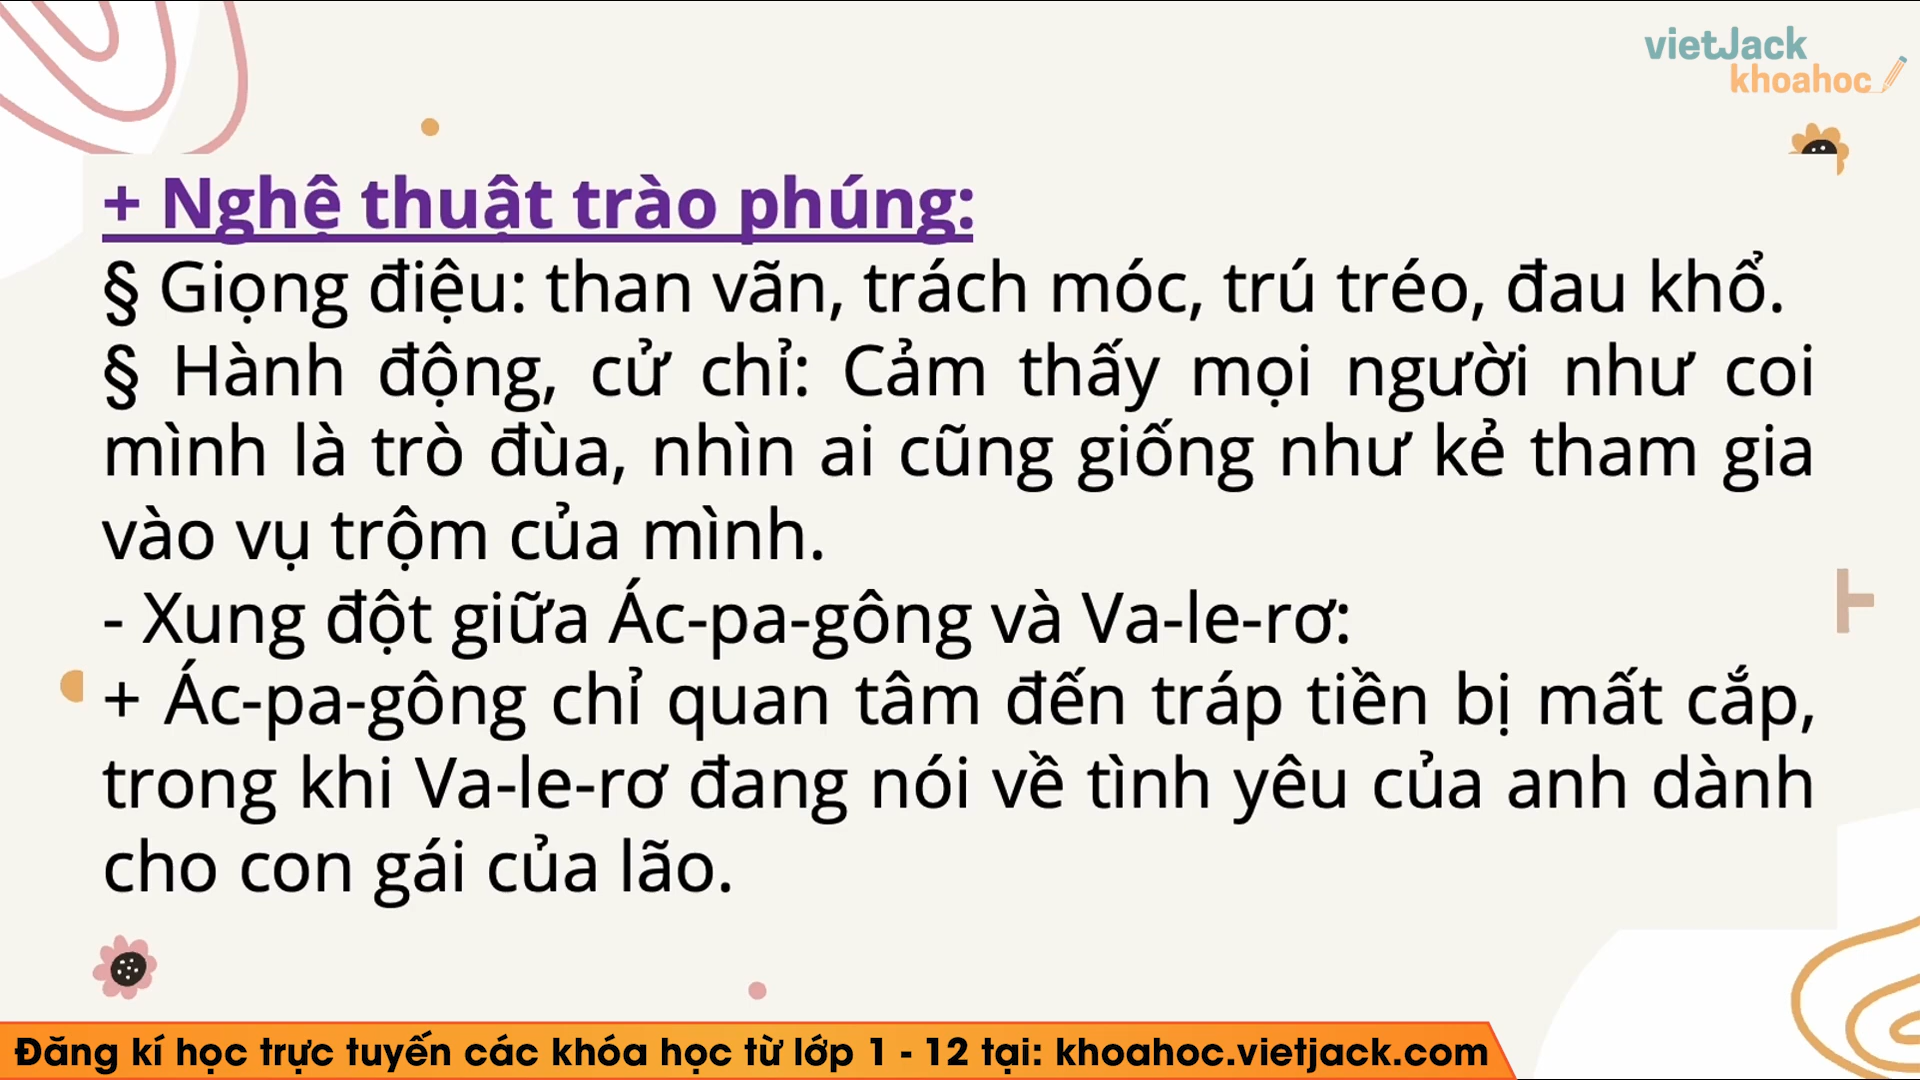 vietJack
khoahoc
+ Nghệ thuật trào phúng:
§ Giọng điệu: than vãn, trách móc, trú tréo, đau khổ.
§ Hành động, cử chỉ: Cảm thấy mọi người như coi
mình là trò đùa, nhìn ai cũng giống như kẻ tham gia
vào vụ trộm của mình.
- Xung đột giữa Ác-pa-gông và Va-le-rơ:
+ Ác-pa-gông chỉ quan tâm đến tráp tiền bị mất cắp,
trong khi Va-le-rơ đang nói về tình yêu của anh dành
cho con gái của lão.
Đăng kí học trực tuyến các khóa học từ lớp 1 - 12 tại: khoahoc.vietjack.com